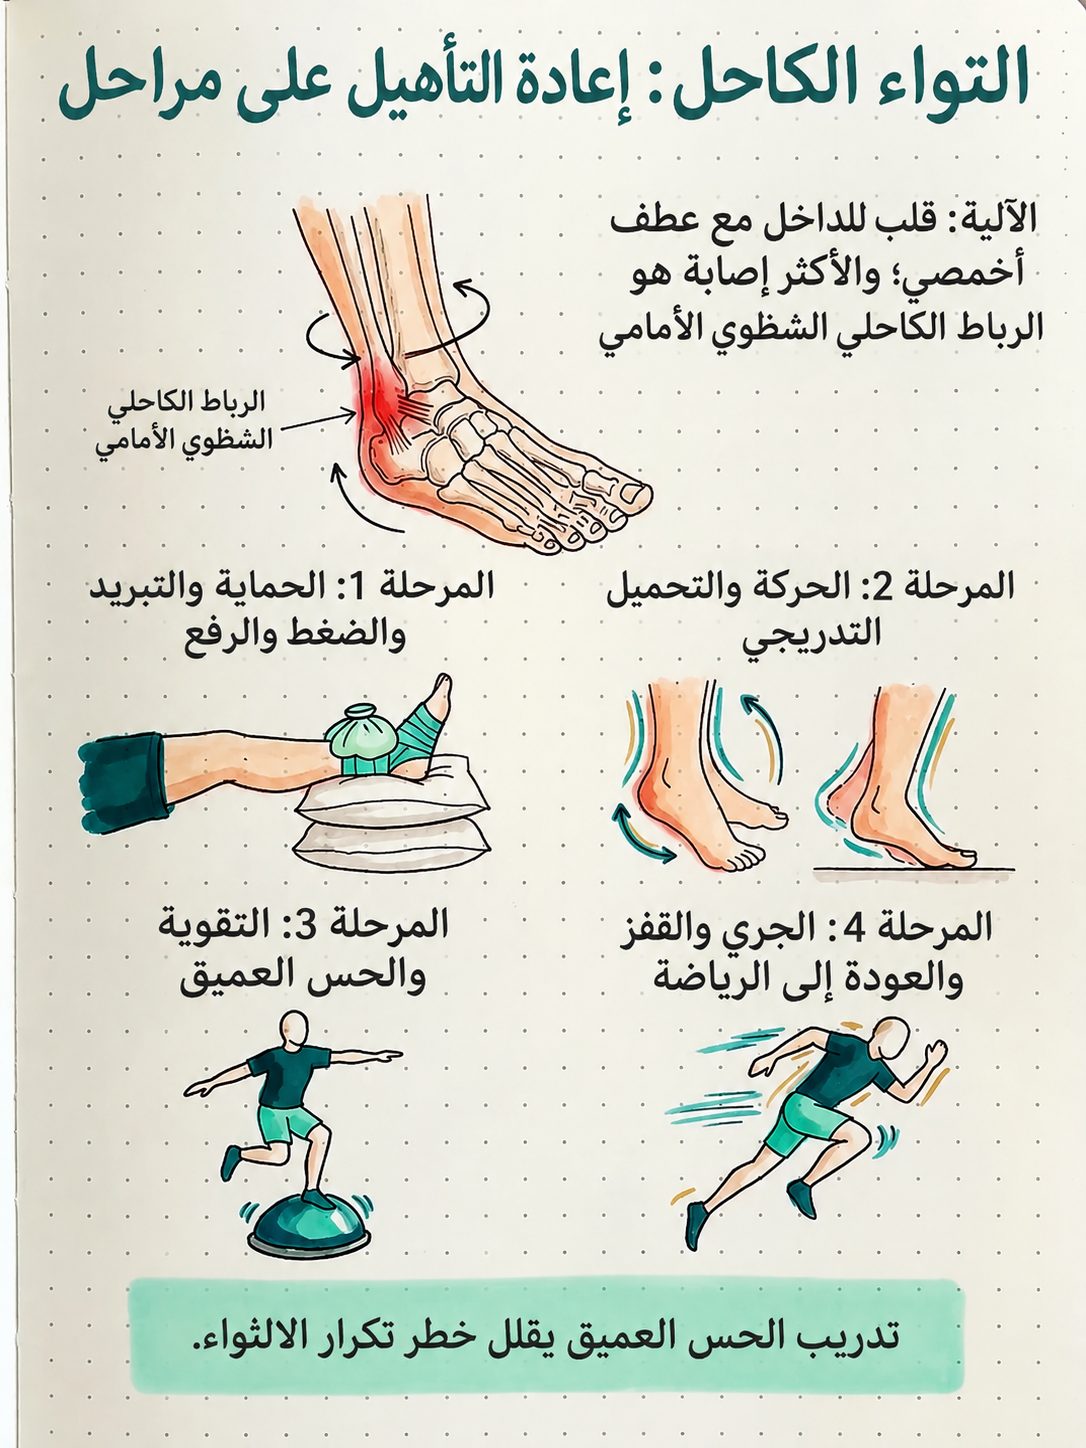 التواء الكاحل: إعادة التأهيل على مراحل
الآلية: قلب للداخل مع عطف
أخمصي؛ والأكثر إصابة هو
الرباط الكاحلي الشظوي الأمامي
الرباط الكاحلي
الشظوي الأمامي
المرحلة 1: الحماية والتبريد
والضغط والرفع
المرحلة 2: الحركة والتحميل
التدريجي
المرحلة 3: التقوية
والحس العميق
المرحلة 4: الجري والقفز
والعودة إلى الرياضة
تدريب الحس العميق يقلل خطر تكرار الالثواء.